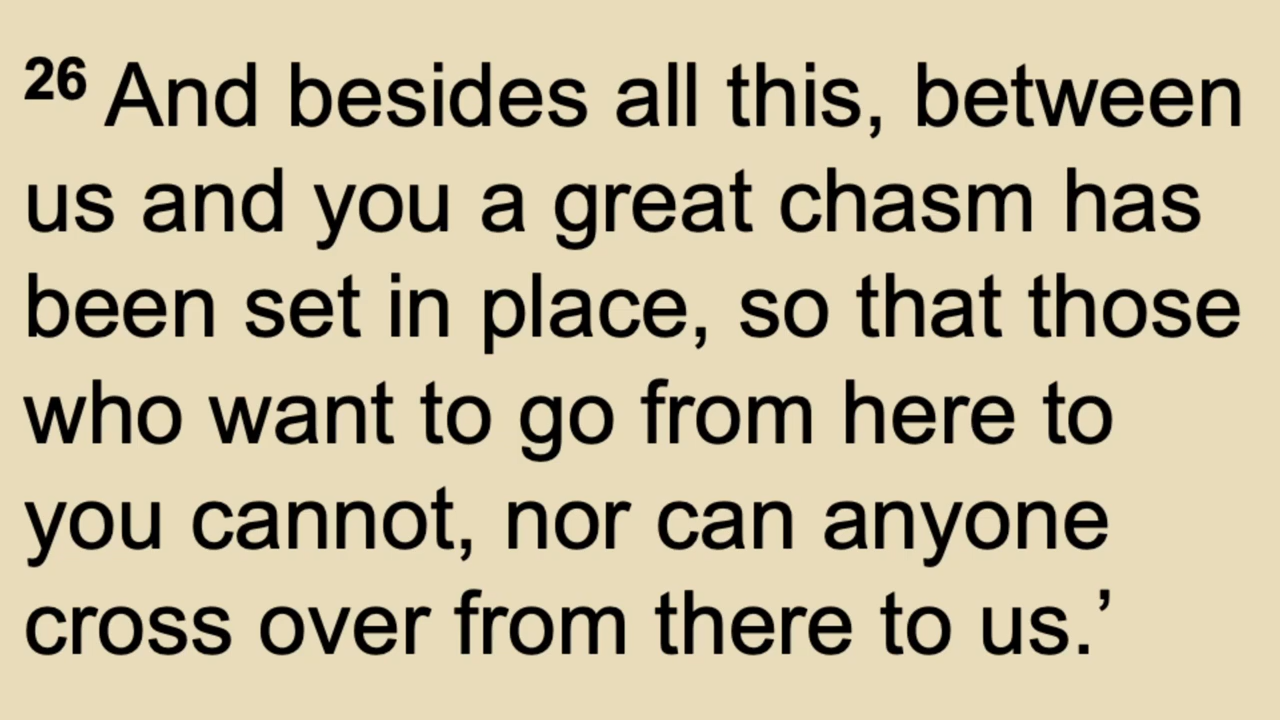 26 And besides all this, between
us and you a great chasm has
been set in place, so that those
who want to go from here to
you cannot, nor can anyone
cross over from there to us.’